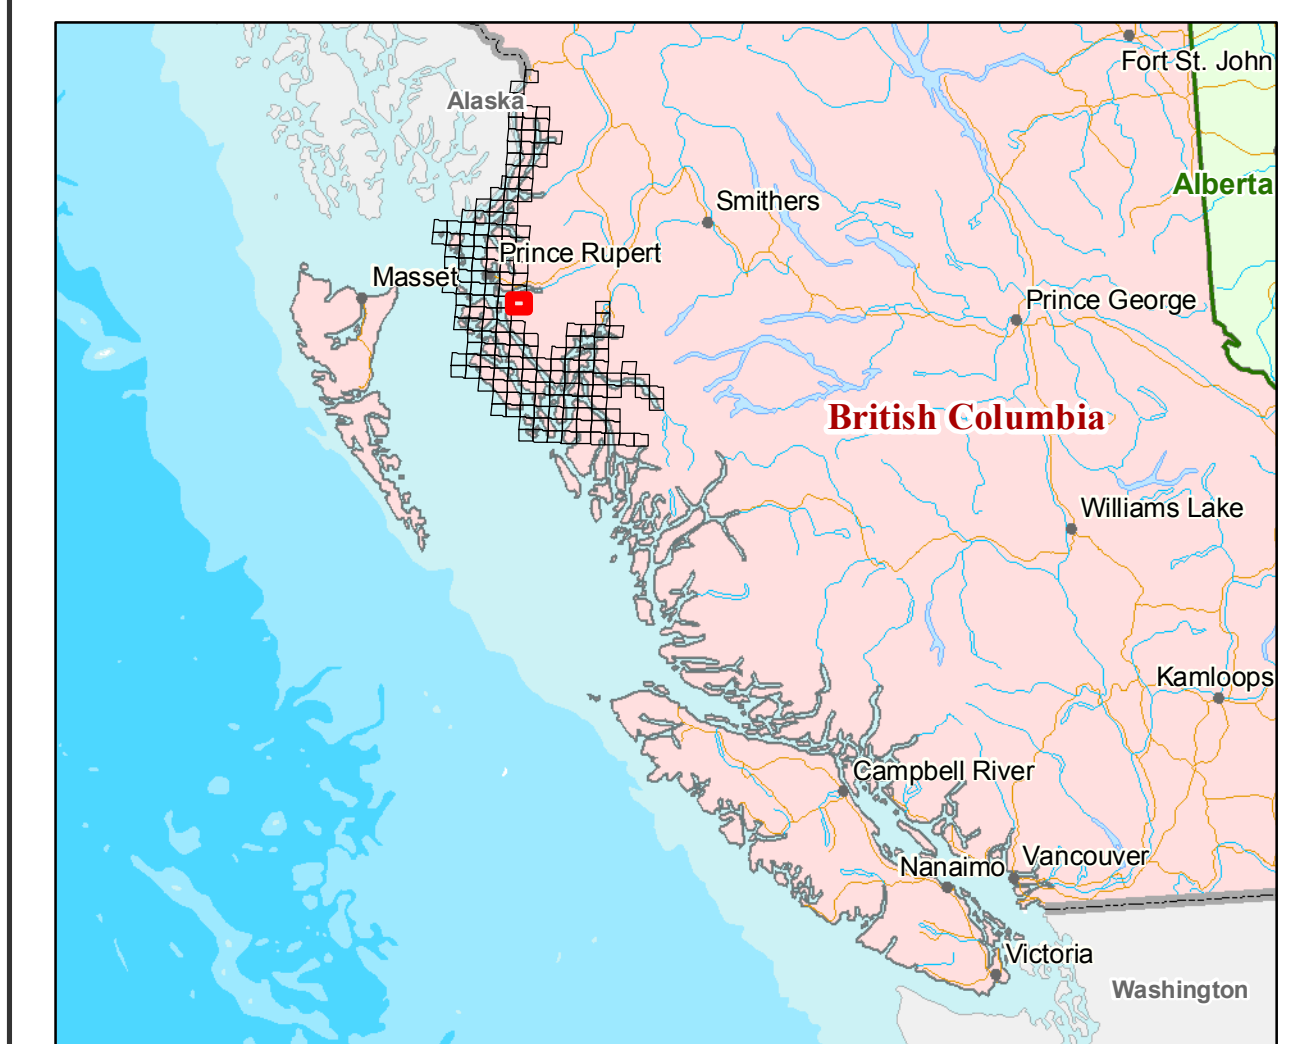 Fort St. John
Alaska
Alberta
Smithers
Prince Rupert
Masset
Prince George
British Columbia
Williams Lake
Kamloops
Campbell River
Vancouver
Nanaimo
Victoria
Washington